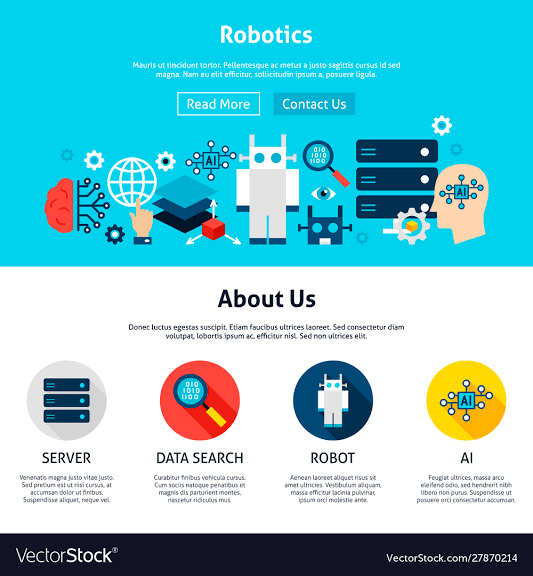 Robotics
Mauris ut tincidunt tortor. Pellentesque ac metus a justo sagittis cursus id sed
magna. Nam eu elit efficitur, sollicitudin ipsum a, posuere ligula.
Read More
Contact Us
AI
010
1010
101
AI
About Us
Donec luctus egestas suscipit. Etiam faucibus ultrices laoreet. Sed consectetur diam
volutpat, lobortis ipsum ac, efficitur nisl. Sed non ultrices elit.
010
1010
101
AI
SERVER
DATA SEARCH
ROBOT
AI
Venenatis magna justo vitae justo.
Sed pretium est ut nisi cursus, at
accumsan dolor ut finibus.
Suspendisse aliquet, neque vel.
Curabitur finibus vehicula cursus.
Cum sociis natoque penatibus et
magnis dis parturient montes,
nascetur ridiculus mus.
Aenean laoreet aliquet risus sit
amet ultricies. Vestibulum aliquam,
massa efficitur lacinia pulvinar,
ipsum orci molestie ante.
Feugiat ultrices, massa arcu
eleifend odio, sed hendrerit nibh
libero non purus. Suspendisse ut
posuere orci consectetur accumsan.
VectorStock®
VectorStock.com/27870214